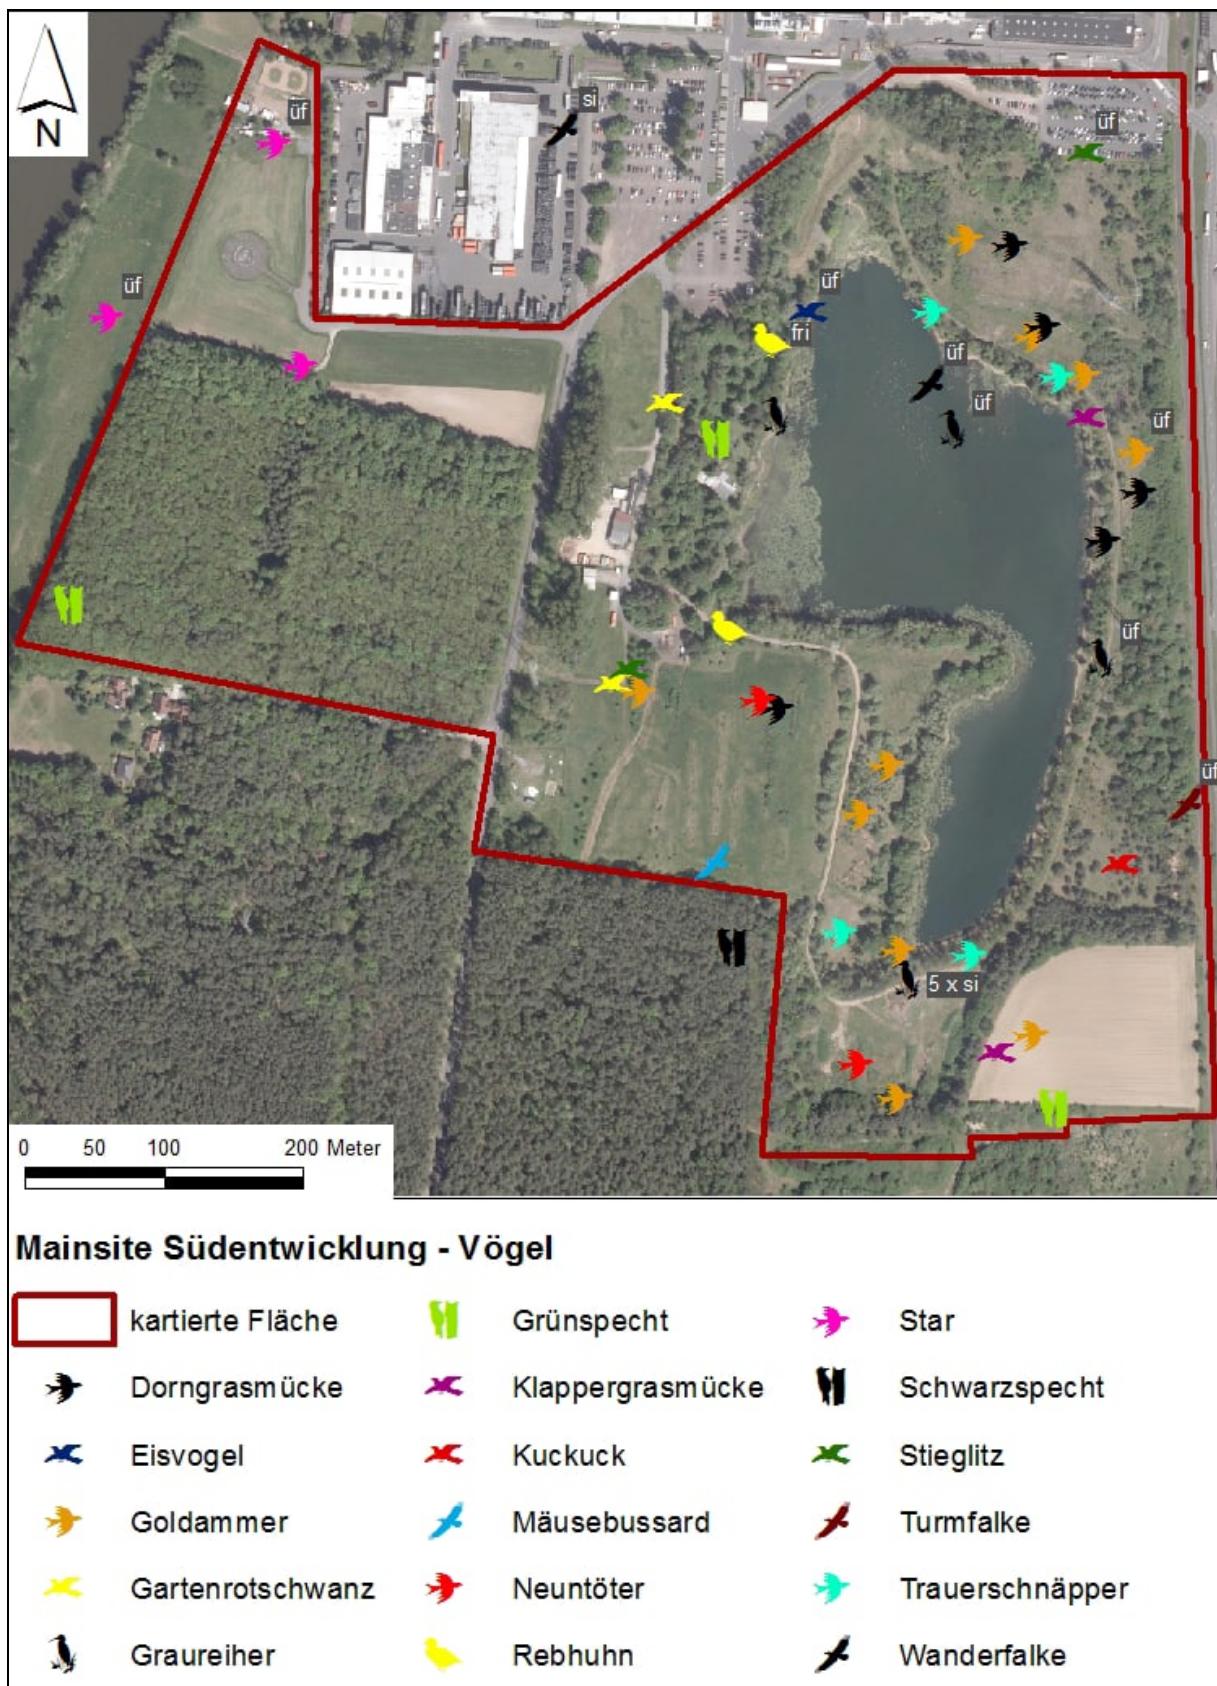 N
si
üf
üf
üf
üf
fri
üf
üf
üf
üf
üf
5 x si
0 50 100 200 Meter
Mainsite Südentwicklung - Vögel
kartierte Fläche Grünspecht Star
Dorngrasmücke Klappergrasmücke Schwarzspecht
Eisvogel Kuckuck Stieglitz
Goldammer Mäusebussard Turmfalke
Gartenrotschwanz Neuntöter Trauerschnäpper
Graureiher Rebhuhn Wanderfalke